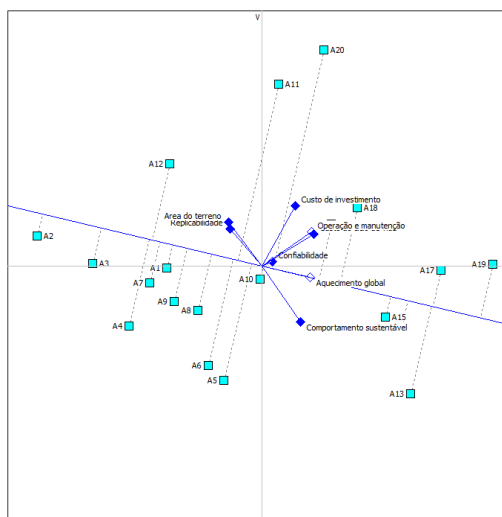 V
A20
A11
A12
Custo de investimento
A18
Area do terreno
Replicabilidade
Operação e manutenção
A2
A3
A1
Confiabilidade
A17
A19
A7
A10
Aquecimento global
A9
A8
A15
A4
Comportamento sustentável
A6
A5
A13